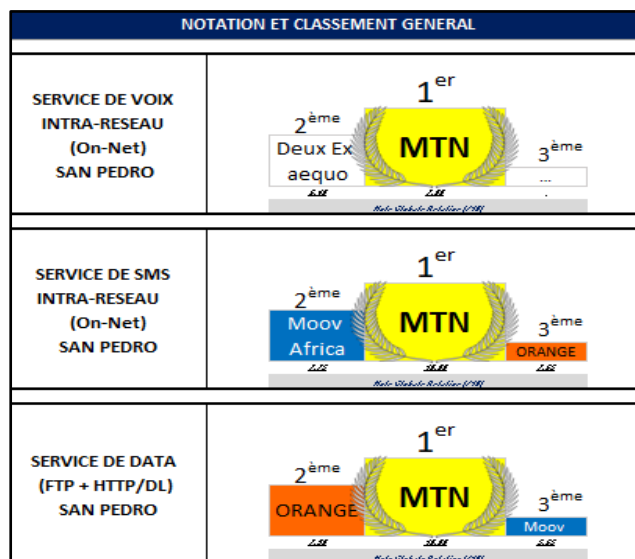 NOTATION ET CLASSEMENT GENERAL
SERVICE DE VOIX
INTRA-RESEAU
(On-Net)
SAN PEDRO
1er
2ème
Deux Ex
aequo
MTN
3ème
...
SERVICE DE SMS
INTRA-RESEAU
(On-Net)
SAN PEDRO
1er
2ème
Moov
Africa
MTN
3ème
ORANGE
SERVICE DE DATA
(FTP + HTTP/DL)
SAN PEDRO
1er
2ème
ORANGE
MTN
3ème
Moov